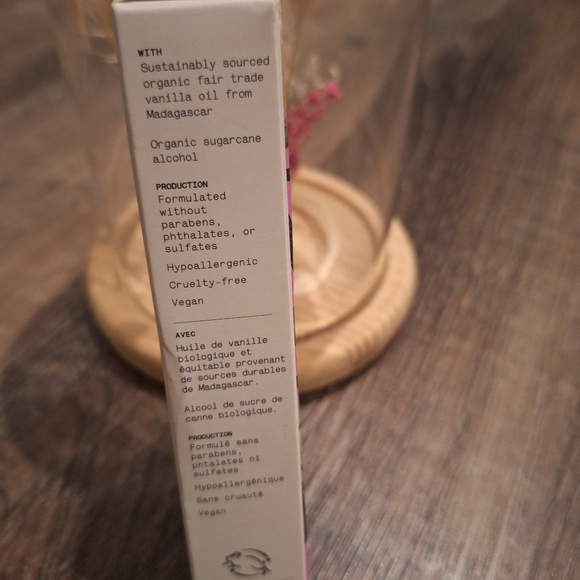 WITH
Sustainably sourced
organic fair trade
vanilla oil from
Madagascar
Organic sugarcane
alcohol
PRODUCTION
Formulated
without
parabens,
phthalates, or
sulfates
Hypoallergenic
Cruelty-free
Vegan
AVEC
Huile de vanille
biologique et
équitable provenant
de sources durables
de Madagascar.
Alcool de sucre de
canne biologique.
PRODUCTION
Formulé sans
parabens,
phtalates ni
sulfates
Hypoallergénique
Sans cruauté
Vegan